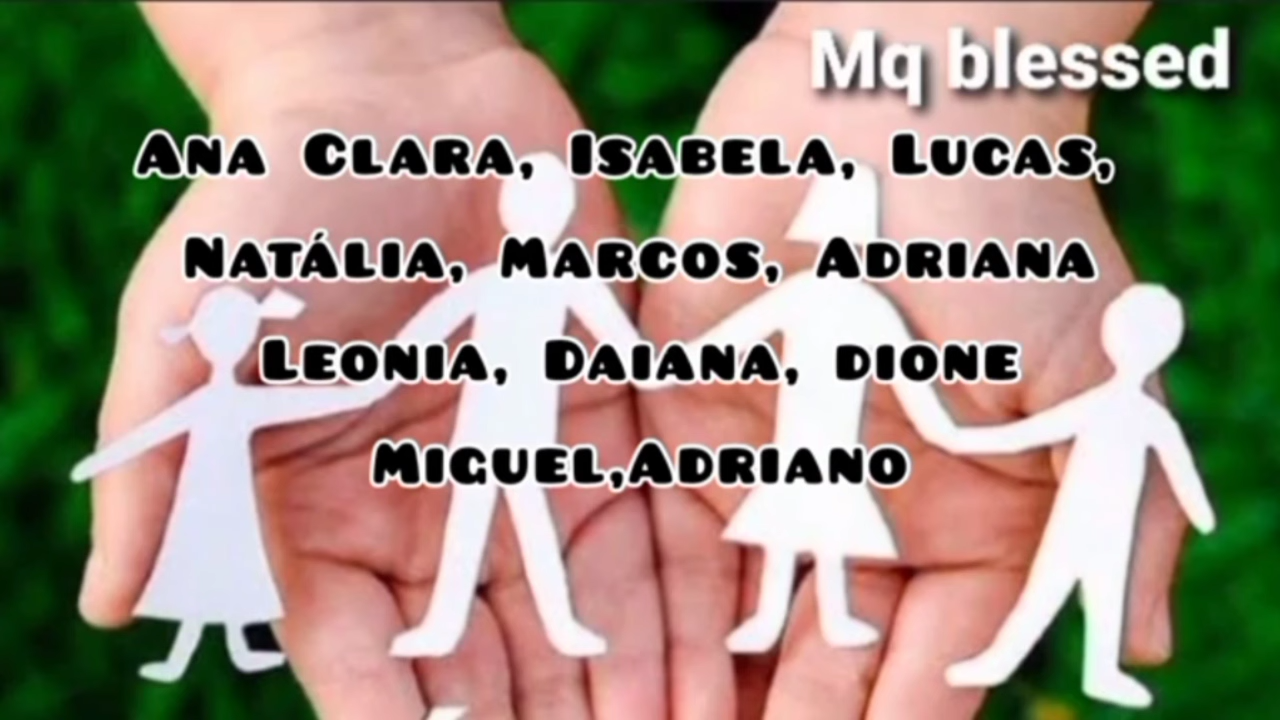 Mq blessed
Ana Clara, Isabela, Lucas,
Natália, Marcos, Adriana
Leonia, Daiana, dione
Miguel,Adriano